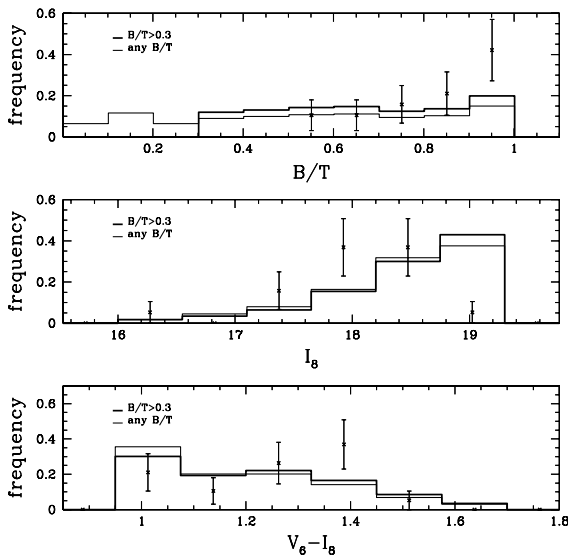 0.6
0.4
0.2
0
frequency
B/T>0.3
any B/T
0.2 0.4 0.6 0.8 1
B/T
0.6
0.4
0.2
0
frequency
B/T>0.3
any B/T
16 17 18 19
I8
0.6
0.4
0.2
0
frequency
B/T>0.3
any B/T
1 1.2 1.4 1.6 1.8
V6-I8